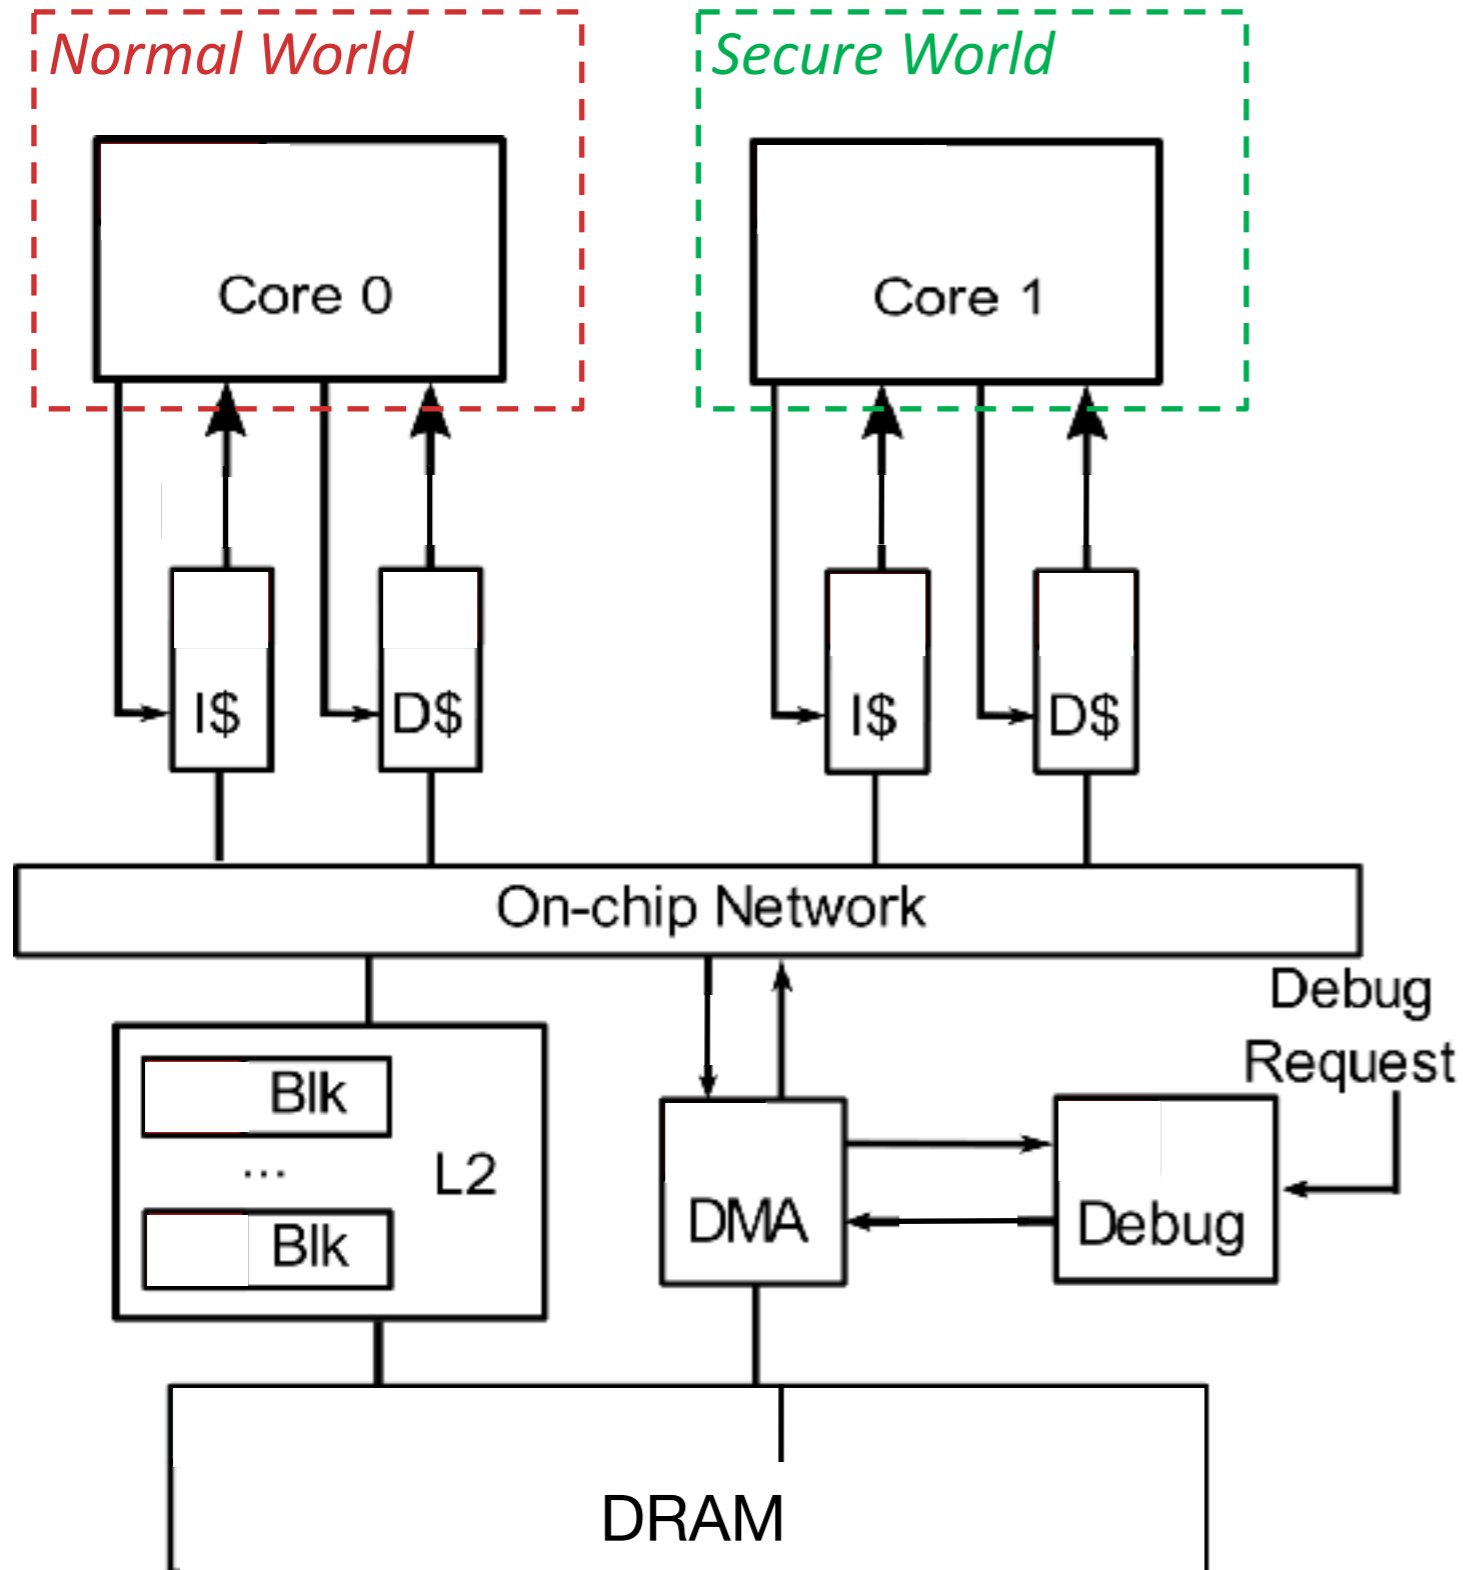 Normal World
Secure World
Core 0
Core 1
I$
D$
I$
D$
On-chip Network
Debug
Request
Blk
...
L2
Blk
DMA
Debug
DRAM